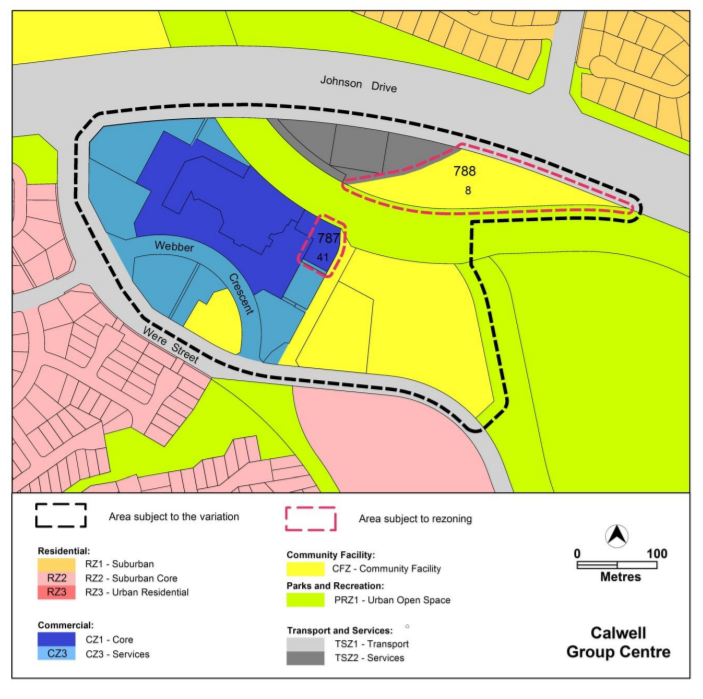 Johnson Drive
788
8
787
41
Webber
Crescent
Were Street
Area subject to the variation
Area subject to rezoning
Residential:
RZ1 - Suburban
RZ2 RZ2 - Suburban Core
RZ3 RZ3 - Urban Residential
Commercial:
CZ1 - Core
CZ3 CZ3 - Services
Community Facility:
CFZ - Community Facility
Parks and Recreation:
PRZ1 - Urban Open Space
Transport and Services:
TSZ1 - Transport
TSZ2 - Services
0 100
Metres
Calwell
Group Centre